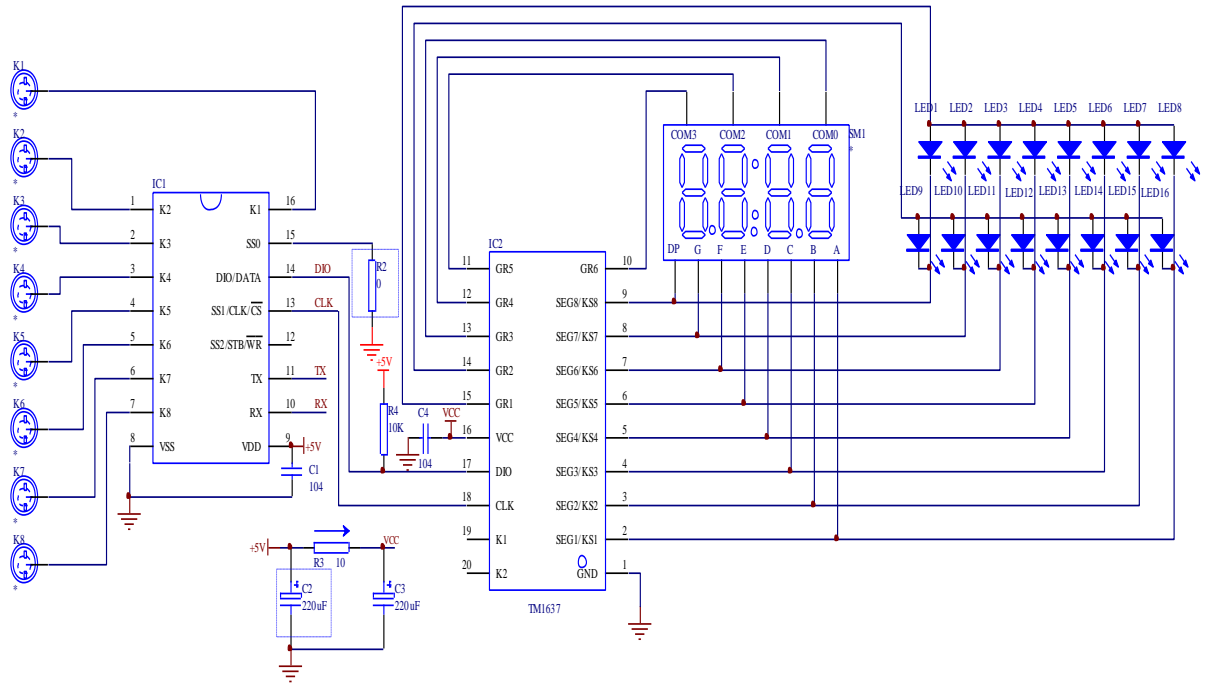 K1
*
K2
*
K3
*
K4
*
K5
*
K6
*
K7
*
K8
*
IC1
1 K2 K1 16
2 K3 SS0 15
3 K4 DIO/DATA 14 DIO
4 K5 SS1/CLK/CS 13 CLK
5 K6 SS2/STB/WR 12
6 K7 TX 11 TX
7 K8 RX 10 RX
8 VSS VDD 9 +5V
C1
104
R2
0
+5V
R4
10K
C4
104
VCC
+5V
R3 10
VCC
C2
220uF
C3
220uF
IC2
11 GR5 GR6 10
12 GR4 SEG8/KS8 9
13 GR3 SEG7/KS7 8
14 GR2 SEG6/KS6 7
15 GR1 SEG5/KS5 6
16 VCC SEG4/KS4 5
17 DIO SEG3/KS3 4
18 CLK SEG2/KS2 3
19 K1 SEG1/KS1 2
20 K2 GND 1
TM1637
COM3 COM2 COM1 COM0 SM1
*
DP G F E D C B A
LED1 LED2 LED3 LED4 LED5 LED6 LED7 LED8
LED9 LED10 LED11 LED12 LED13 LED14 LED15 LED16